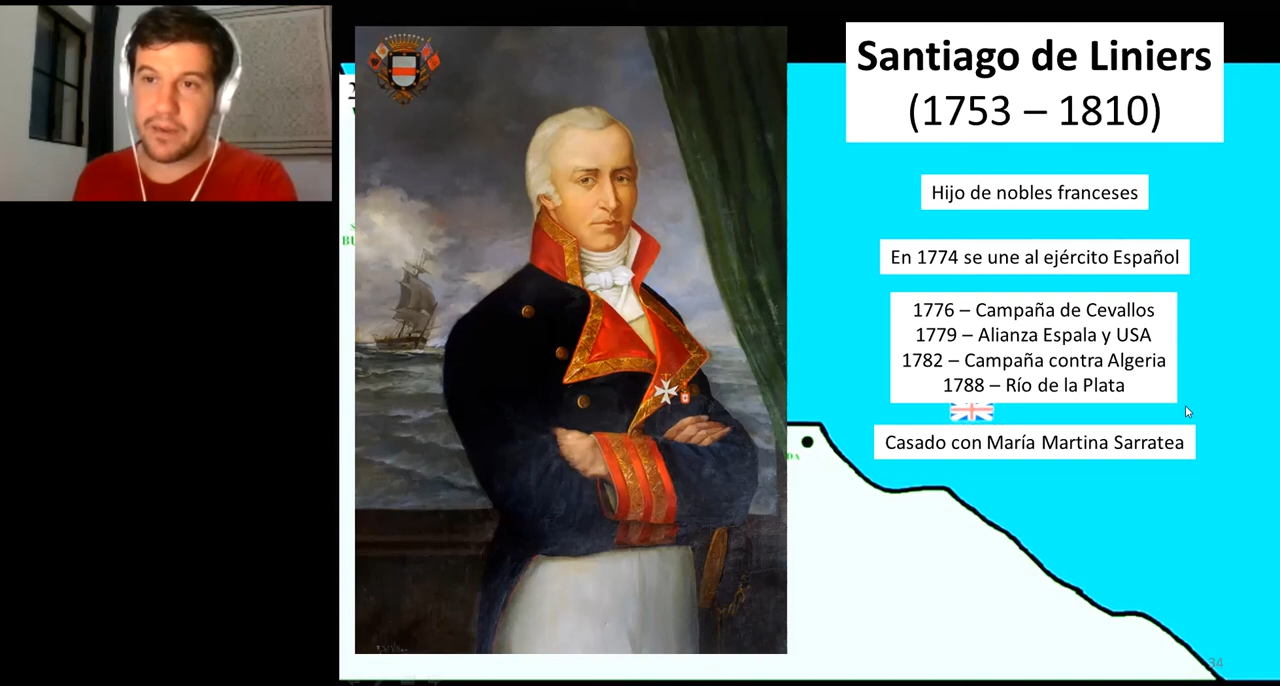 Santiago de Liniers
(1753 – 1810)
Hijo de nobles franceses
En 1774 se une al ejército Español
1776 – Campaña de Cevallos
1779 – Alianza Espala y USA
1782 – Campaña contra Algeria
1788 – Río de la Plata
Casado con María Martina Sarratea
34